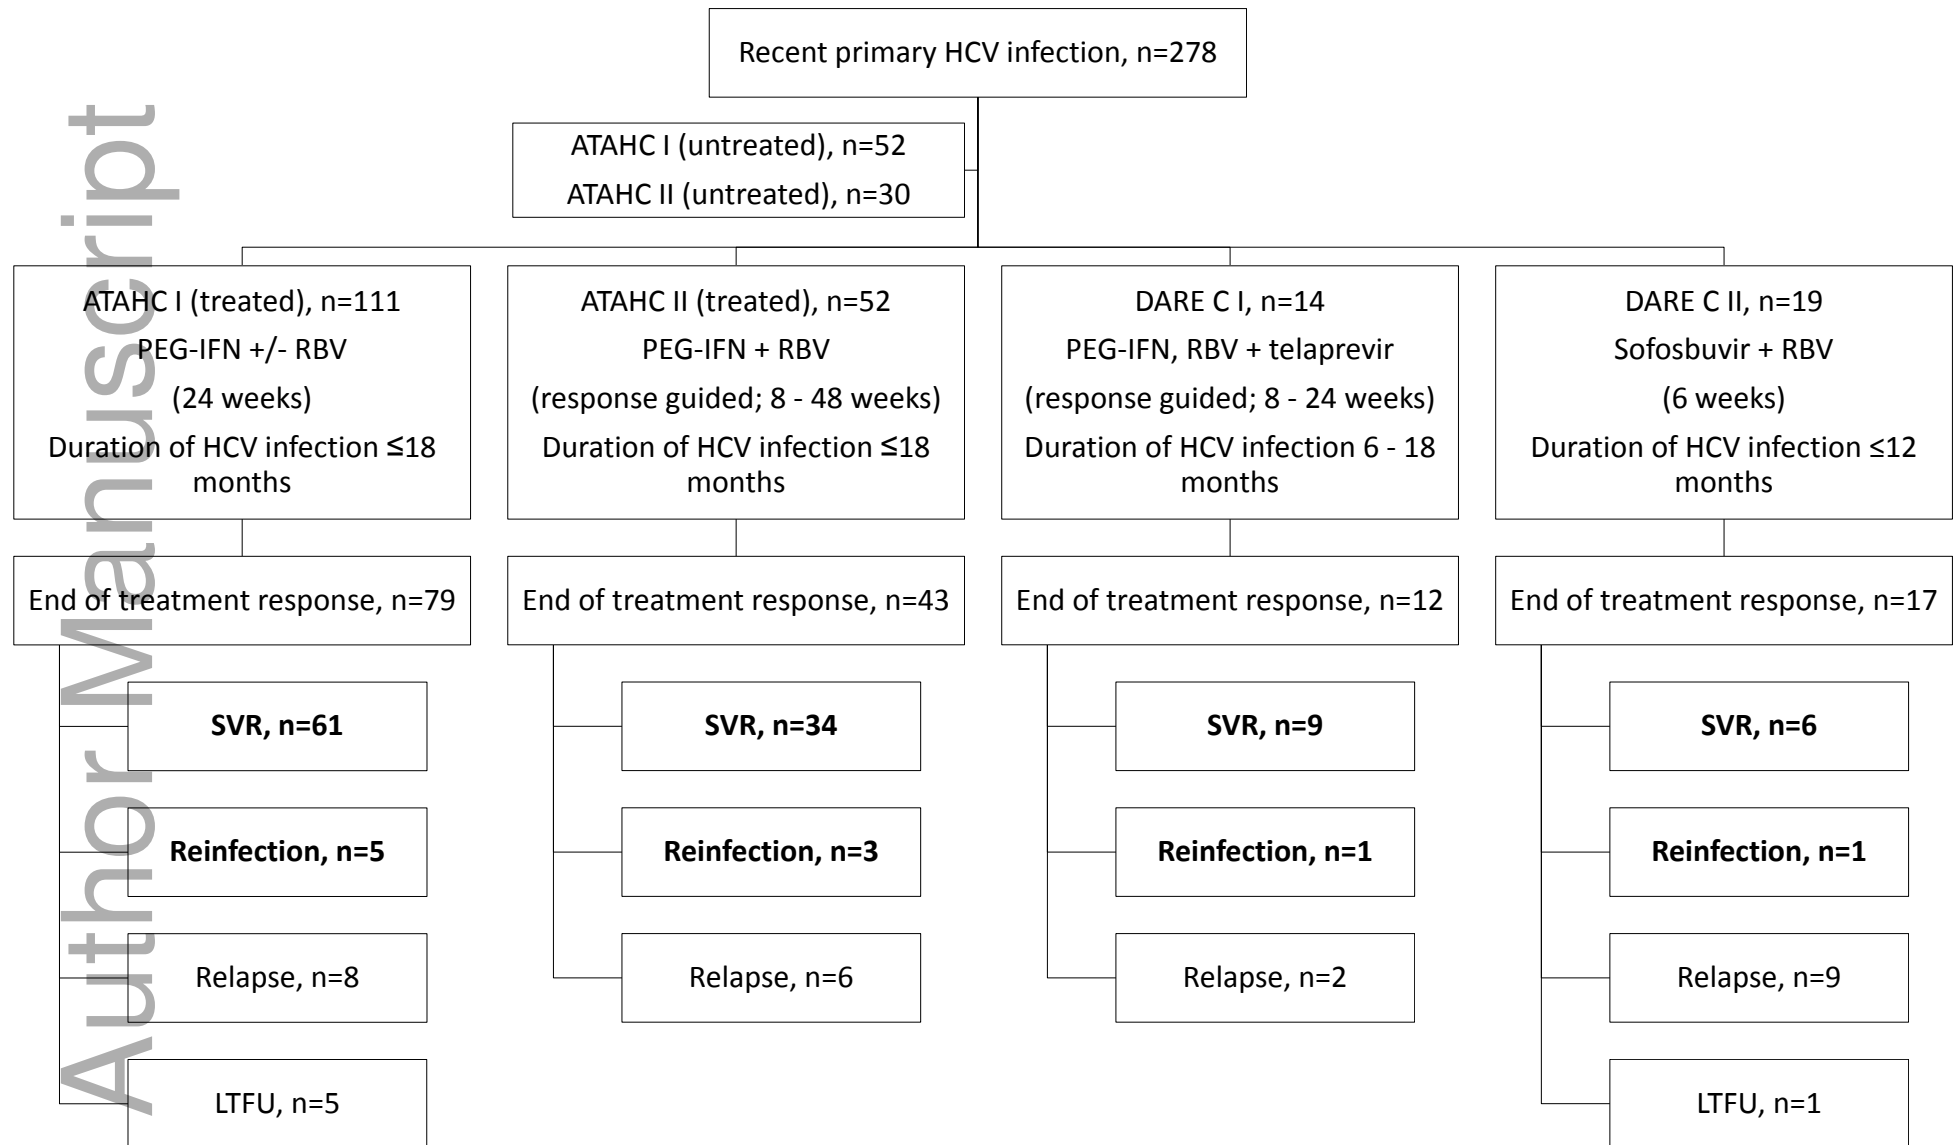 Author Manuscript
Recent primary HCV infection, n=278
ATAHC I (untreated), n=52
ATAHC II (untreated), n=30
ATAHC I (treated), n=111
PEG-IFN +/- RBV
(24 weeks)
Duration of HCV infection ≤18
months
ATAHC II (treated), n=52
PEG-IFN + RBV
(response guided; 8 - 48 weeks)
Duration of HCV infection ≤18
months
DARE C I, n=14
PEG-IFN, RBV + telaprevir
(response guided; 8 - 24 weeks)
Duration of HCV infection 6 - 18
months
DARE C II, n=19
Sofosbuvir + RBV
(6 weeks)
Duration of HCV infection ≤12
months
End of treatment response, n=79
End of treatment response, n=43
End of treatment response, n=12
End of treatment response, n=17
SVR, n=61
SVR, n=34
SVR, n=9
SVR, n=6
Reinfection, n=5
Reinfection, n=3
Reinfection, n=1
Reinfection, n=1
Relapse, n=8
Relapse, n=6
Relapse, n=2
Relapse, n=9
LTFU, n=5
LTFU, n=1